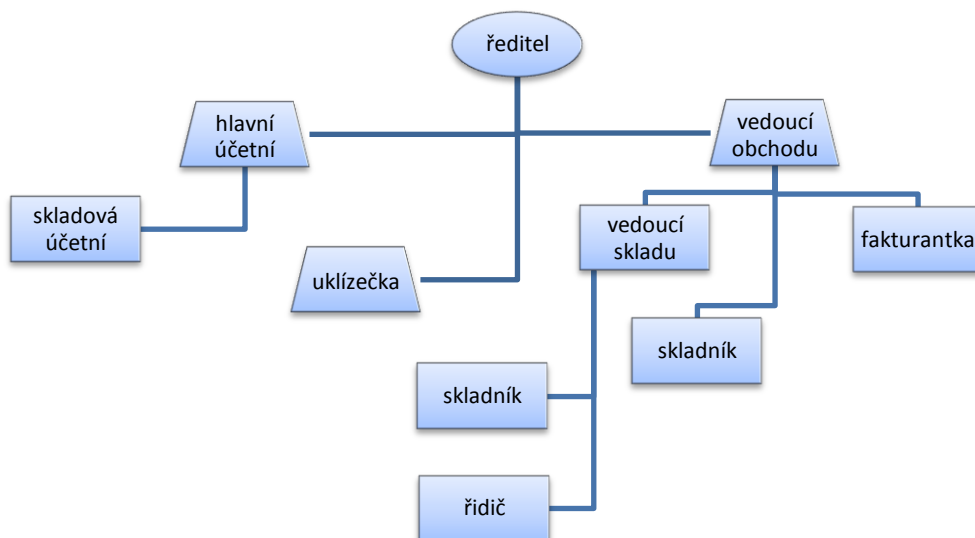 ředitel
hlavní
účetní
vedoucí
obchodu
skladová
účetní
vedoucí
skladu
fakturantka
uklízečka
skladník
skladník
řidič